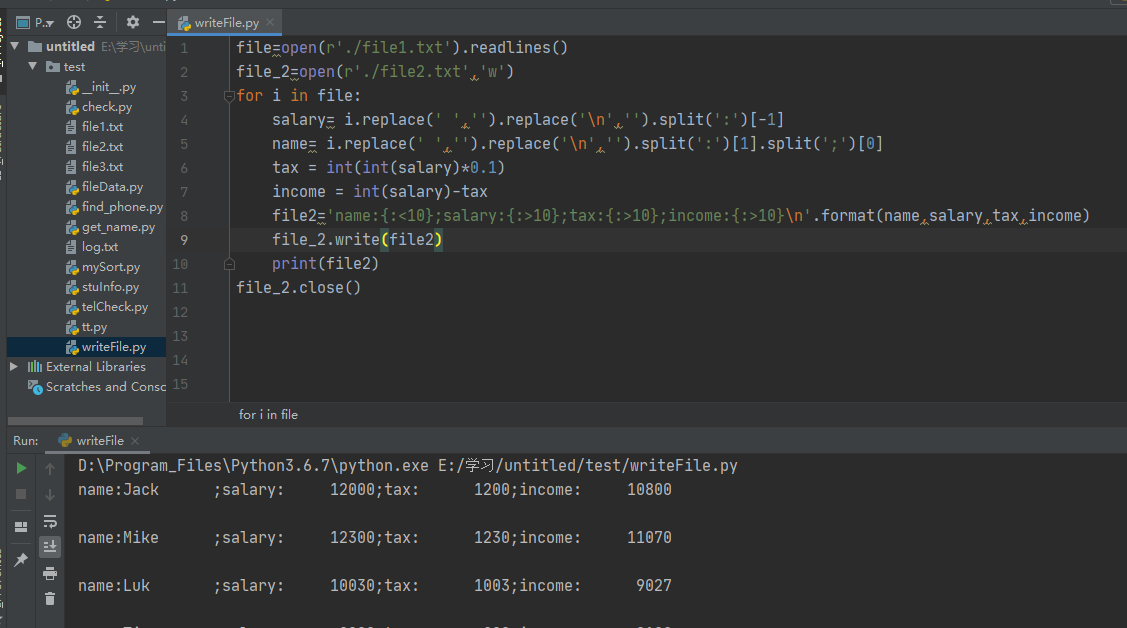 P..
writeFile.py
untitled E:\学习\unti
test
__init__.py
check.py
file1.txt
file2.txt
file3.txt
fileData.py
find_phone.py
get_name.py
log.txt
mySort.py
stuInfo.py
telCheck.py
tt.py
writeFile.py
External Libraries
Scratches and Consc
1 file=open(r'./file1.txt').readlines()
2 file_2=open(r'./file2.txt','w')
3 for i in file:
4 salary= i.replace(' ','').replace('\n','').split(':')[-1]
5 name= i.replace(' ','').replace('\n','').split(':')[1].split(';')[0]
6 tax = int(int(salary)*0.1)
7 income = int(salary)-tax
8 file2='name:{:<10};salary:{:>10};tax:{:>10};income:{:>10}\n'.format(name,salary,tax,income)
9 file_2.write(file2)
10 print(file2)
11 file_2.close()
12
13
14
15
for i in file
Run: writeFile
D:\Program_Files\Python3.6.7\python.exe E:/学习/untitled/test/writeFile.py
name:Jack      ;salary:     12000;tax:      1200;income:     10800
name:Mike      ;salary:     12300;tax:      1230;income:     11070
name:Luk       ;salary:     10030;tax:      1003;income:      9027